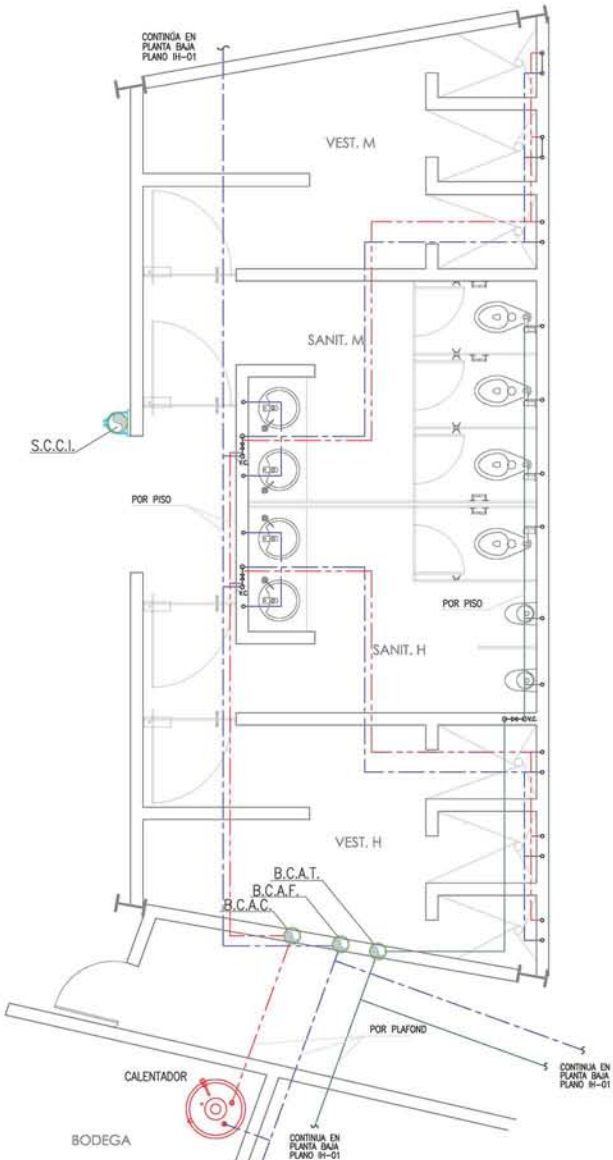 CONTINÚA EN
PLANTA BAJA
PLANO IH-01
VEST. M
SANIT. M
S.C.C.I.
V.C.
POR PISO
V.C.
POR PISO
SANIT. H
V.C.
VEST. H
B.C.A.T.
B.C.A.F.
B.C.A.C.
POR PLAFOND
CALENTADOR
CONTINUA EN
PLANTA BAJA
PLANO IH-01
BODEGA
CONTINUA EN
PLANTA BAJA
PLANO IH-01